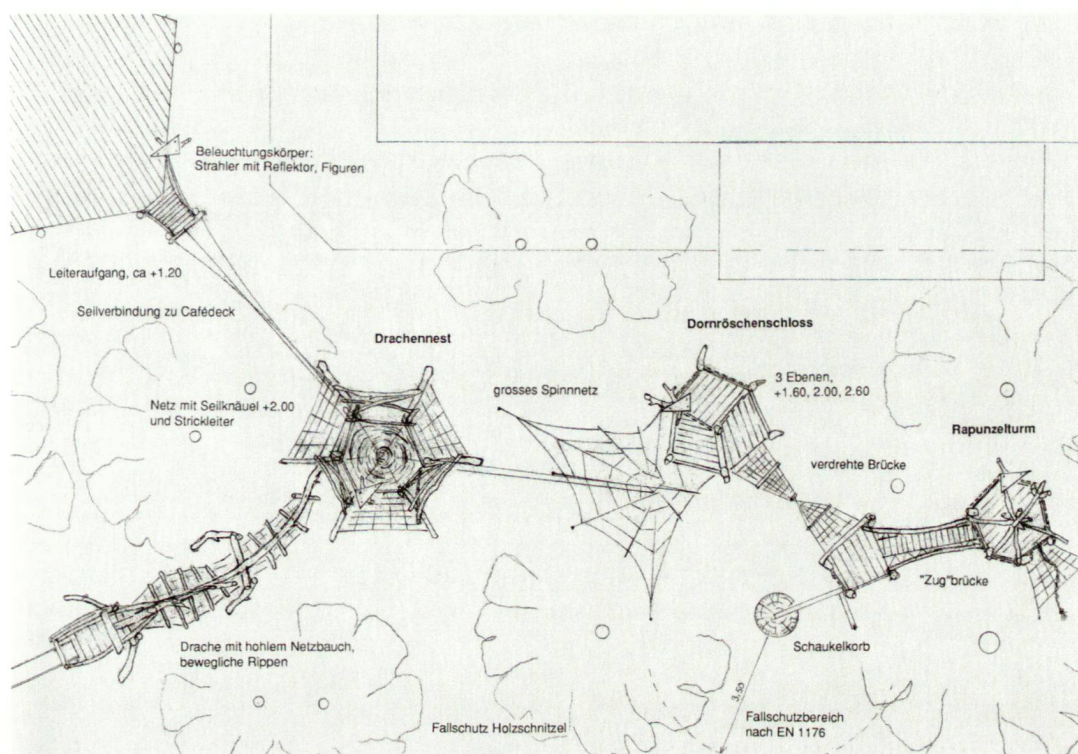 Beleuchtungskörper:
Strahler mit Reflektor, Figuren
Leiteraufgang, ca +1.20
Seilverbindung zu Cafédeck
Drachennest
Dornröschenschloss
3 Ebenen,
+1.60, 2.00, 2.60
grosses Spinnnetz
Netz mit Seilknäuel +2.00
und Strickleiter
Rapunzelturm
verdrehte Brücke
"Zug"brücke
Drache mit hohlem Netzbauch,
bewegliche Rippen
Schaukelkorb
3.50
Fallschutz Holzschnitzel
Fallschutzbereich
nach EN 1176